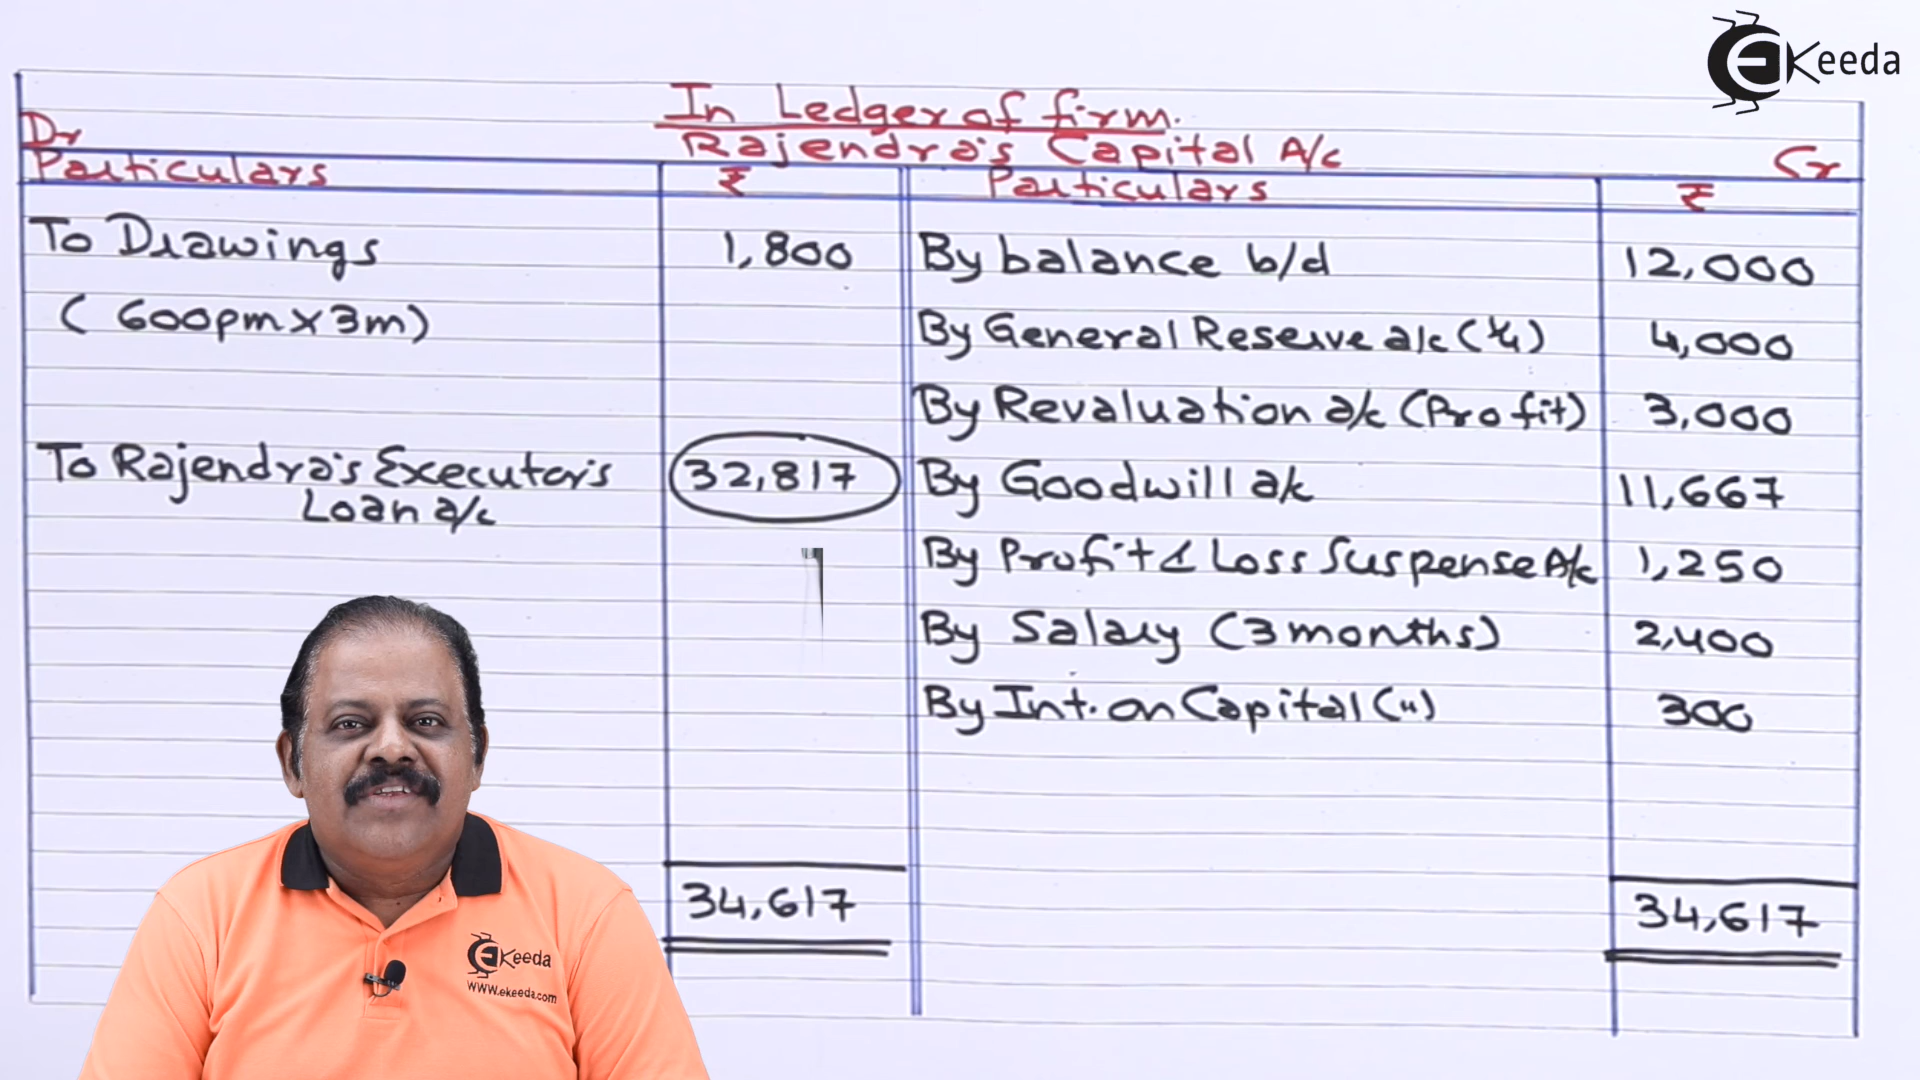 EKeeda
In Ledger of firm.
Rajendra's Capital A/c
Dr
Cr
Particulars ₹ Particulars ₹
To Drawings 1,800 By balance b/d 12,000
(600pm x 3m) By General Reserve a/c (¼) 4,000
By Revaluation a/c (Profit) 3,000
To Rajendra's Executor's 32,817 By Goodwill a/c 11,667
Loan a/c
By Profit & Loss Suspense A/c 1,250
By Salary (3 months) 2,400
By Int. on Capital (") 300
34,617 34,617
EKeeda
www.ekeeda.com